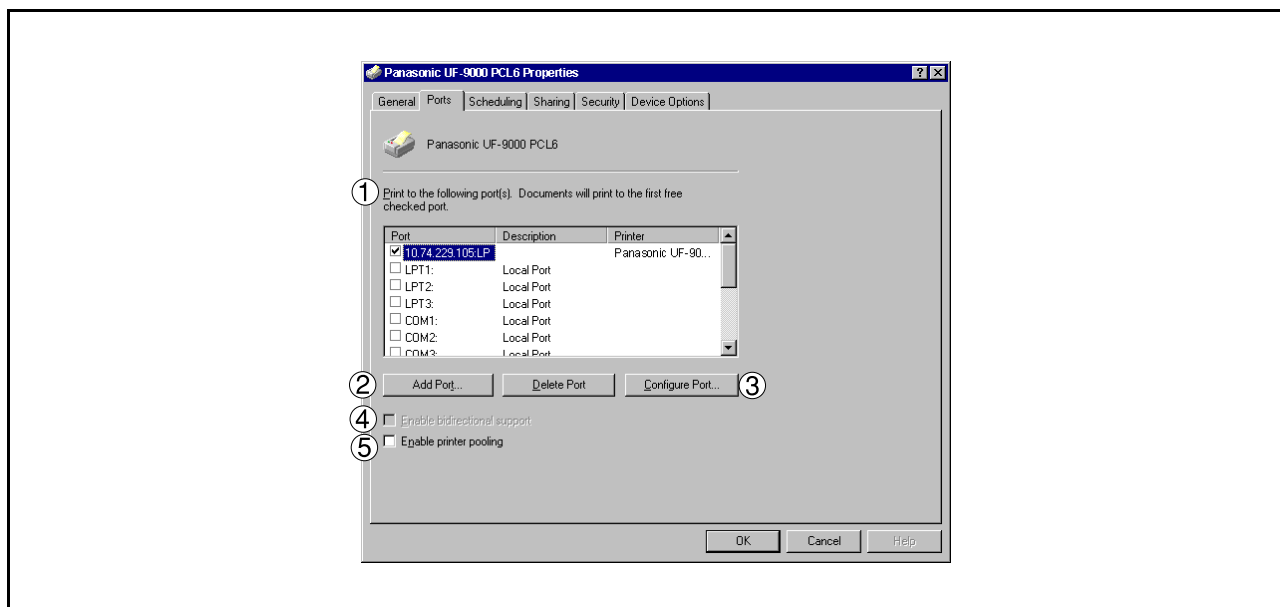 Panasonic UF-9000 PCL6 Properties
General Ports Scheduling Sharing Security Device Options
Panasonic UF-9000 PCL6
① Print to the following port(s). Documents will print to the first free
checked port.
Port Description Printer
10.74.229.105:LP Panasonic UF-90...
LPT1: Local Port
LPT2: Local Port
LPT3: Local Port
COM1: Local Port
COM2: Local Port
COM3: Local Port
② Add Port... Delete Port Configure Port... ③
④ Enable bidirectional support
⑤ Enable printer pooling
OK Cancel Help